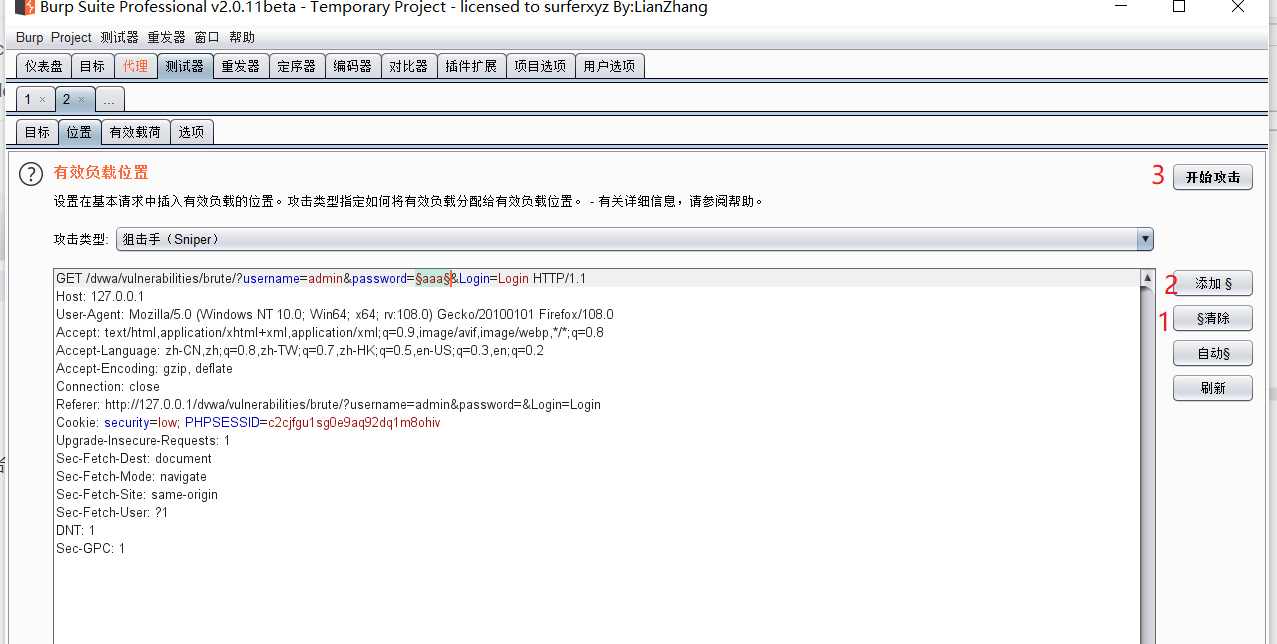 Burp Suite Professional v2.0.11beta - Temporary Project - licensed to surferxyz By:LianZhang
Burp Project 测试器 重发器 窗口 帮助
仪表盘 目标 代理 测试器 重发器 定序器 编码器 对比器 插件扩展 项目选项 用户选项
1 × 2 × ...
目标 位置 有效载荷 选项
? 有效负载位置
3 开始攻击
设置在基本请求中插入有效负载的位置。攻击类型指定如何将有效负载分配给有效负载位置。 - 有关详细信息，请参阅帮助。
攻击类型: 狙击手（Sniper）
GET /dvwa/vulnerabilities/brute/?username=admin&password=§aaa§&Login=Login HTTP/1.1
2 添加 §
Host: 127.0.0.1
User-Agent: Mozilla/5.0 (Windows NT 10.0; Win64; x64; rv:108.0) Gecko/20100101 Firefox/108.0
1 §清除
Accept: text/html,application/xhtml+xml,application/xml;q=0.9,image/avif,image/webp,*/*;q=0.8
Accept-Language: zh-CN,zh;q=0.8,zh-TW;q=0.7,zh-HK;q=0.5,en-US;q=0.3,en;q=0.2
自动§
Accept-Encoding: gzip, deflate
Connection: close
刷新
Referer: http://127.0.0.1/dvwa/vulnerabilities/brute/?username=admin&password=&Login=Login
Cookie: security=low; PHPSESSID=c2cjfgu1sg0e9aq92dq1m8ohiv
Upgrade-Insecure-Requests: 1
Sec-Fetch-Dest: document
Sec-Fetch-Mode: navigate
Sec-Fetch-Site: same-origin
Sec-Fetch-User: ?1
DNT: 1
Sec-GPC: 1